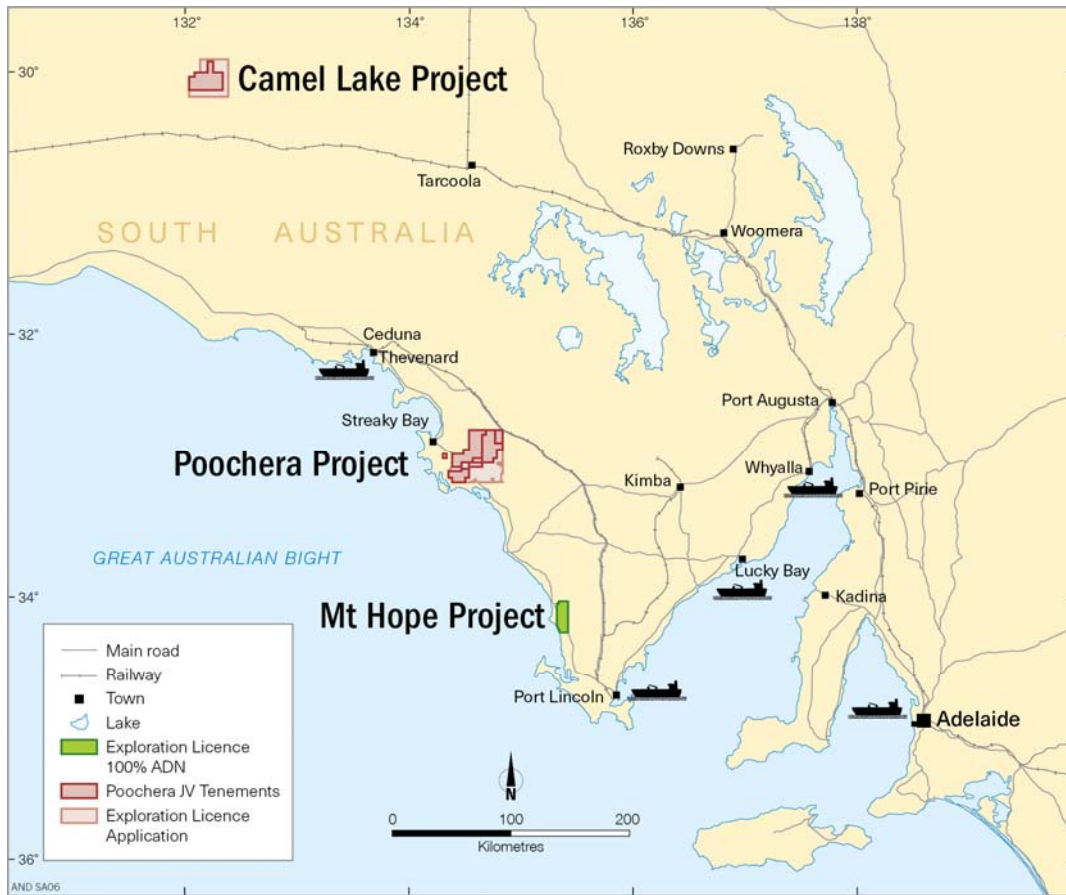 132°
134°
136°
138°
30°
Camel Lake Project
Roxby Downs
Tarcoola
SOUTH AUSTRALIA
Woomera
32°
Ceduna
Thevenard
Port Augusta
Streaky Bay
Poochera Project
Whyalla
Kimba
Port Pirie
GREAT AUSTRALIAN BIGHT
Lucky Bay
34°
Kadina
Mt Hope Project
Port Lincoln
Adelaide
Main road
Railway
Town
Lake
Exploration Licence
100% ADN
Poochera JV Tenements
Exploration Licence
Application
N
0 100 200
Kilometres
36°
AND SA06